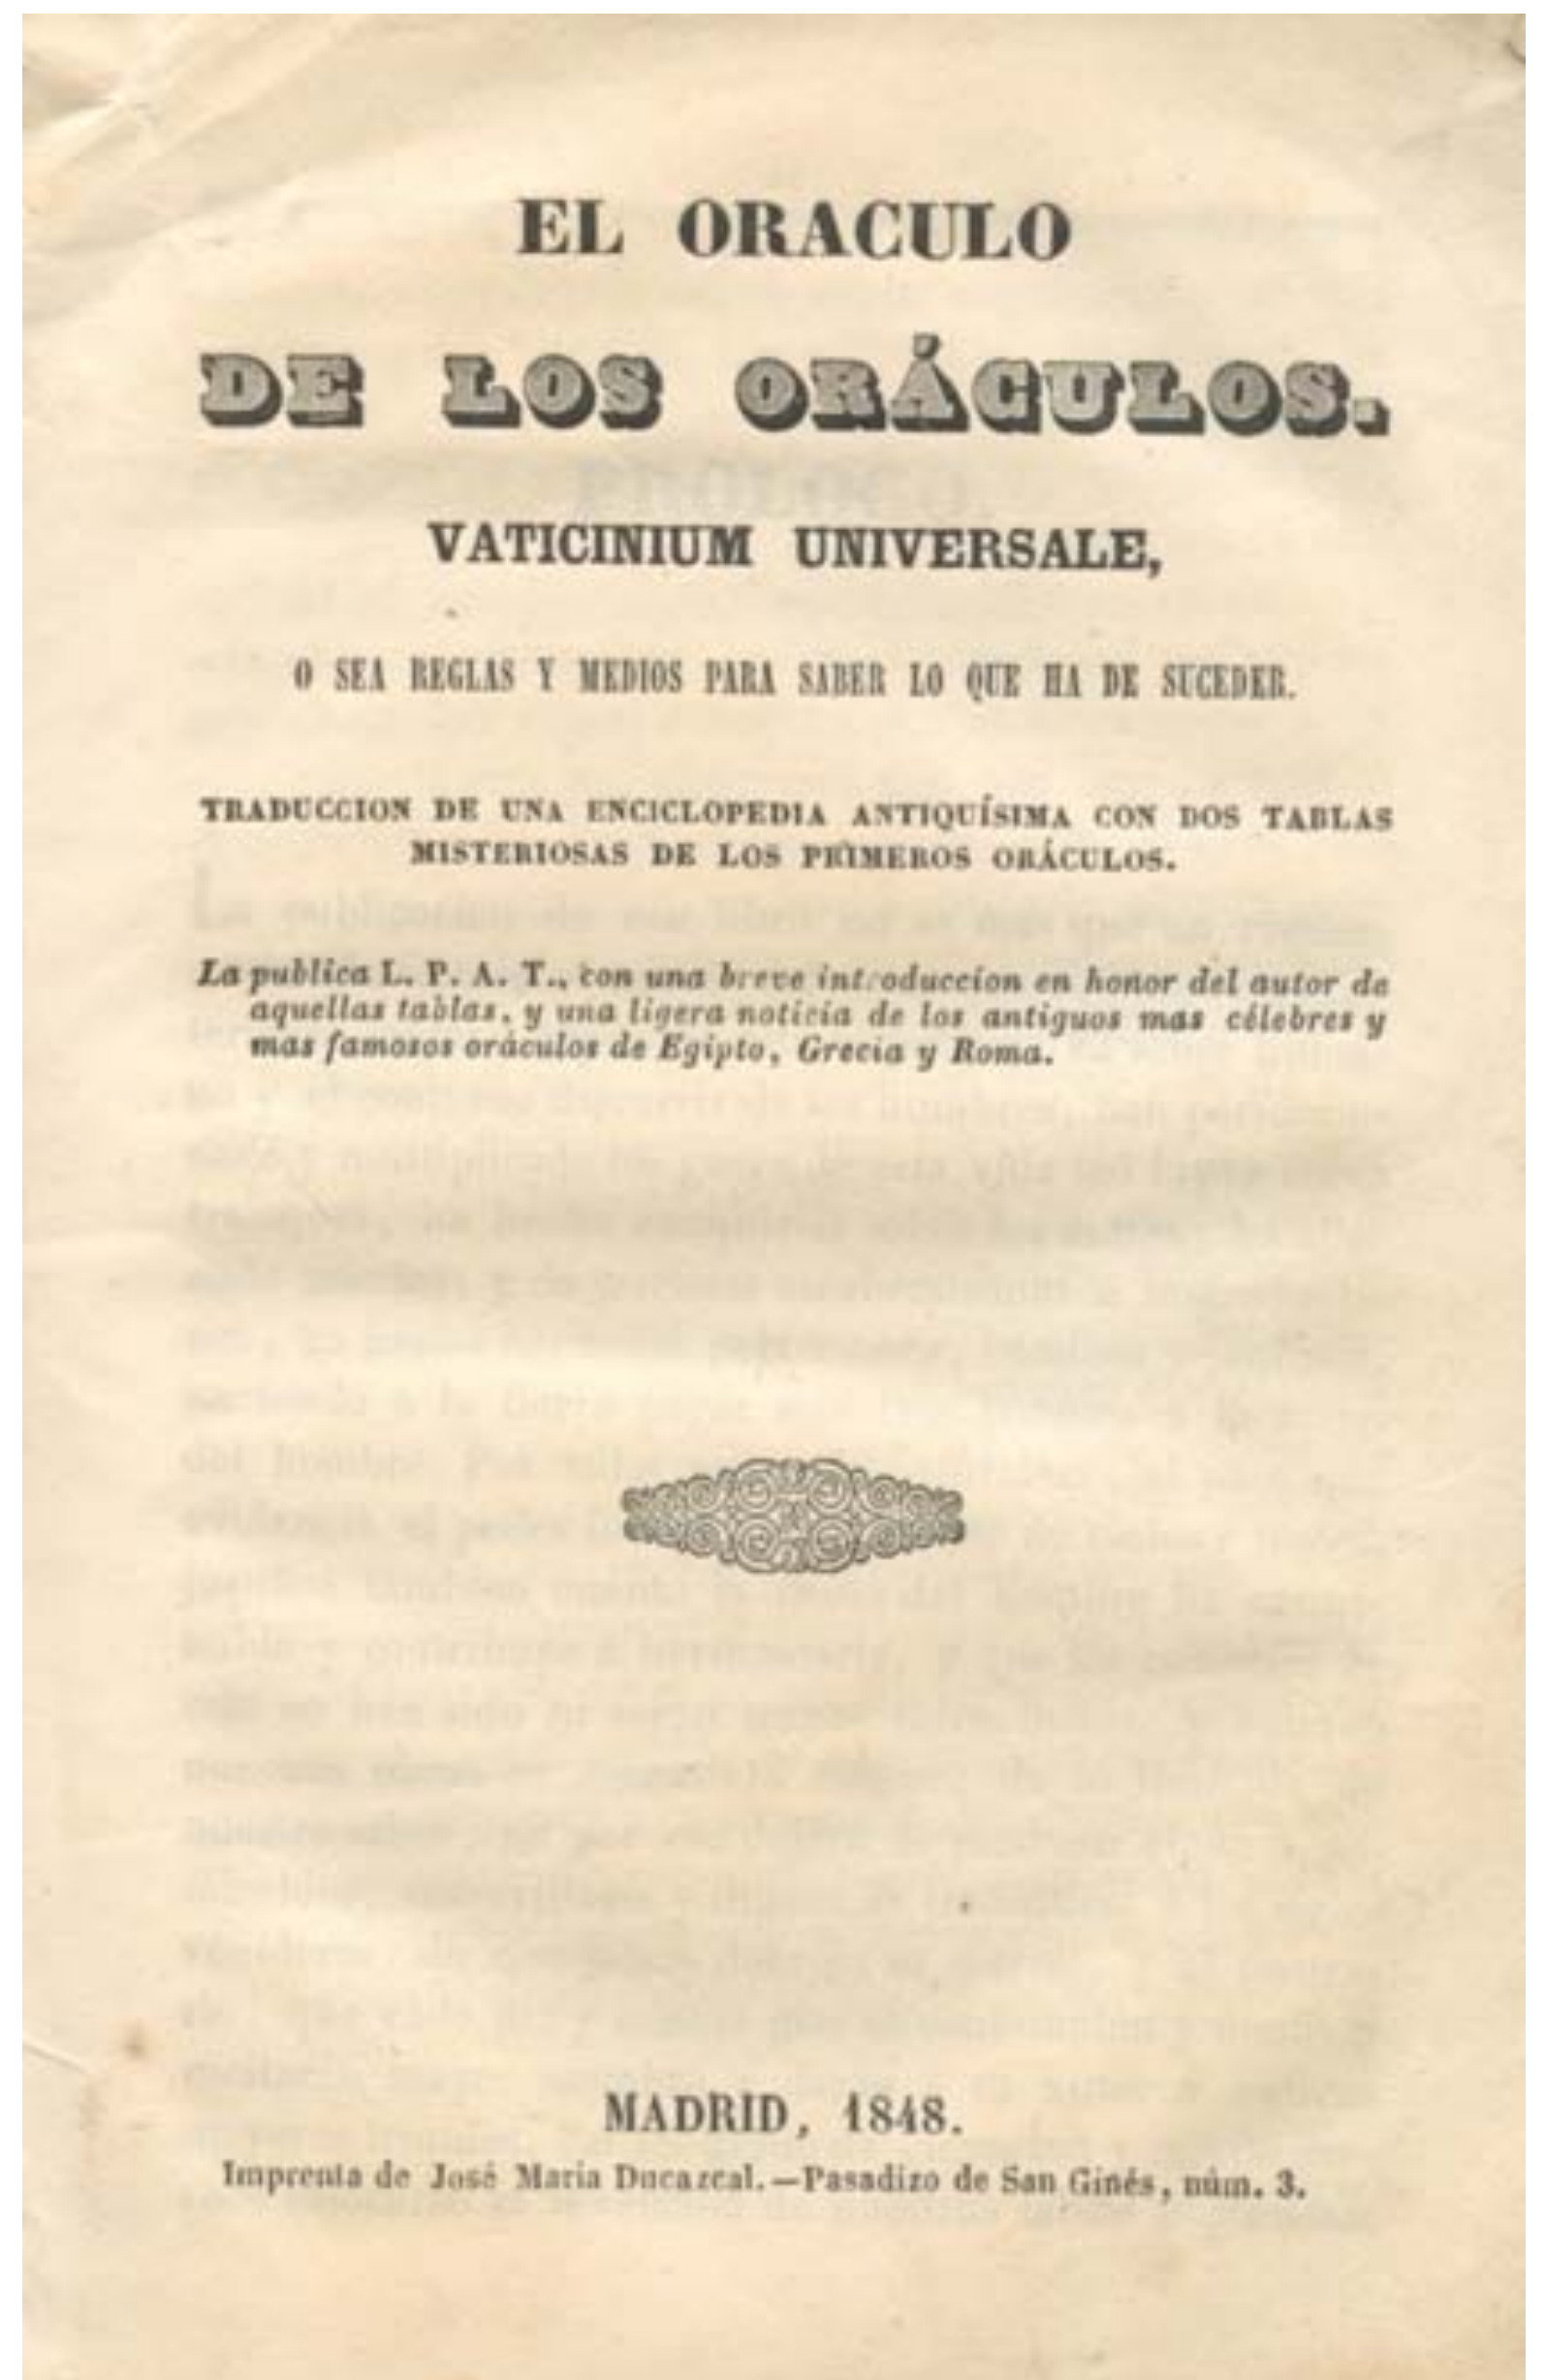 EL ORACULO
DE LOS ORÁCULOS.
VATICINIUM UNIVERSALE,
O SEA REGLAS Y MEDIOS PARA SABER LO QUE HA DE SUCEDER.
TRADUCCION DE UNA ENCICLOPEDIA ANTIQUÍSIMA CON DOS TABLAS
MISTERIOSAS DE LOS PRIMEROS ORÁCULOS.
La publica L. P. A. T., con una breve introduccion en honor del autor de
aquellas tablas, y una ligera noticia de los antiguos mas célebres y
mas famosos oráculos de Egipto, Grecia y Roma.
MADRID, 1848.
Imprenta de José Maria Ducazcal.—Pasadizo de San Ginés, núm. 3.